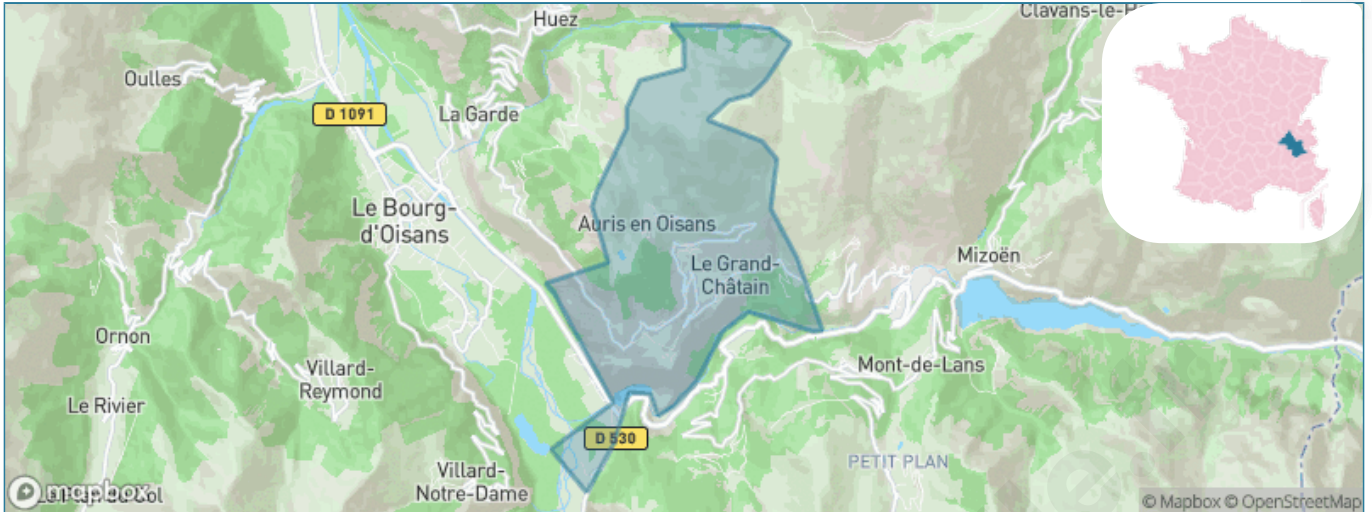 Huez
Clavans-le-H
Oulles
D 1091
La Garde
Le Bourg-
d'Oisans
Auris en Oisans
Le Grand-
Châtain
Mizoën
Ornon
Villard-
Reymond
Mont-de-Lans
Le Rivier
D 530
PETIT PLAN
Villard-
Notre-Dame
mapbox
© Mapbox © OpenStreetMap